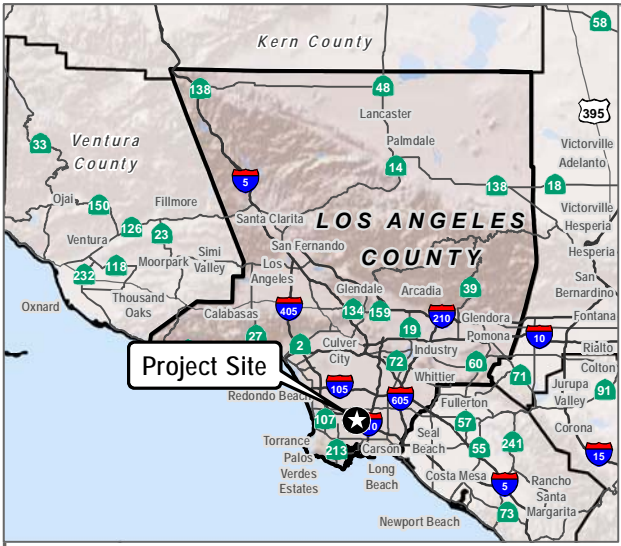 Kern County
58
138
48
395
Lancaster
33
Ventura
County
Palmdale
Victorville
Adelanto
14
5
138
18
Ojai
150
Fillmore
Victorville
126
23
Santa Clarita
LOS ANGELES
COUNTY
Hesperia
Ventura
San Fernando
Hesperia
232
118
Moorpark
Simi
Valley
Los
Angeles
San
Bernardino
Glendale
Arcadia
39
Oxnard
Thousand
Oaks
Calabasas
405
134
159
210
Glendora
Fontana
19
27
2
Culver
City
Pomona
10
Rialto
Project Site
72
Industry
60
71
Colton
105
Whittier
Jurupa
Valley
91
Redondo Beach
605
Fullerton
107
0
57
Corona
Torrance
213
Carson
Seal
Beach
55
241
15
Palos
Verdes
Estates
Long
Beach
Costa Mesa
5
Rancho
Santa
Margarita
73
Newport Beach